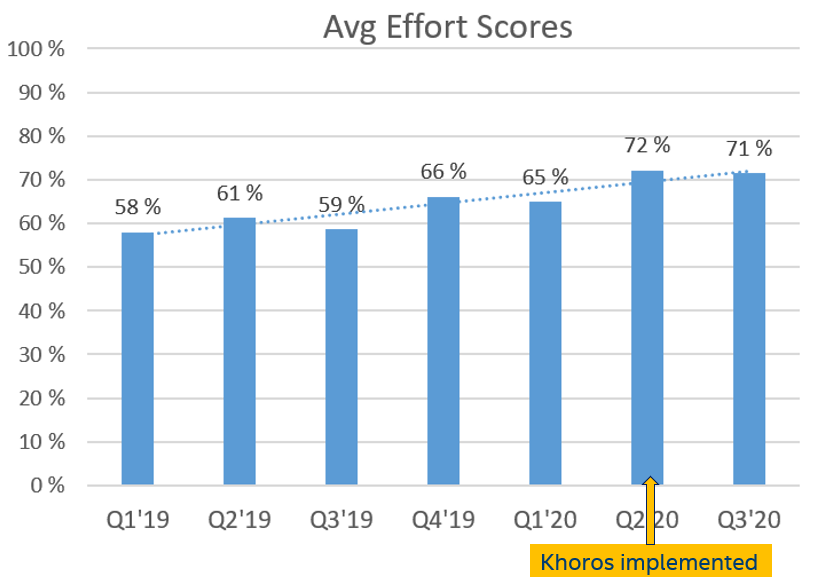 Avg Effort Scores
100 %
90 %
80 %
70 %
60 %
50 %
40 %
30 %
20 %
10 %
0 %
58 %
61 %
59 %
66 %
65 %
72 %
71 %
Q1'19
Q2'19
Q3'19
Q4'19
Q1'20
Q2'20
Q3'20
Khoros implemented